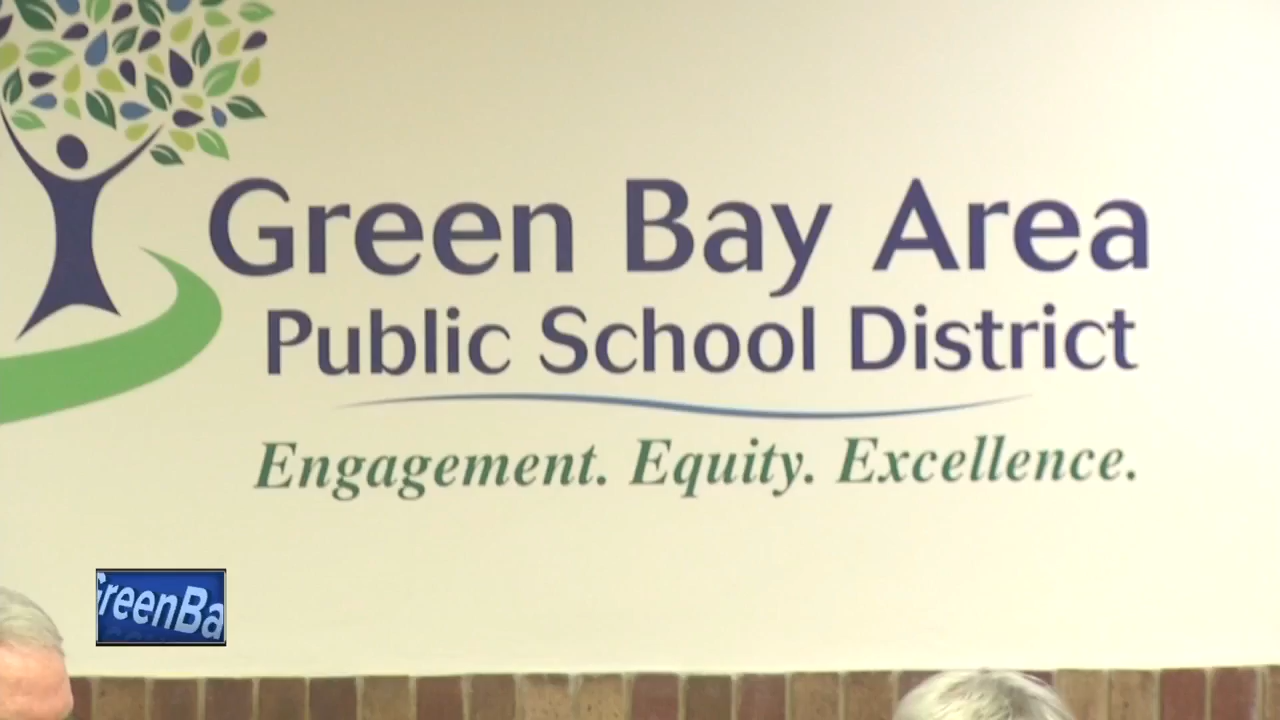 Green Bay Area
Public School District
Engagement. Equity. Excellence.
reenBa